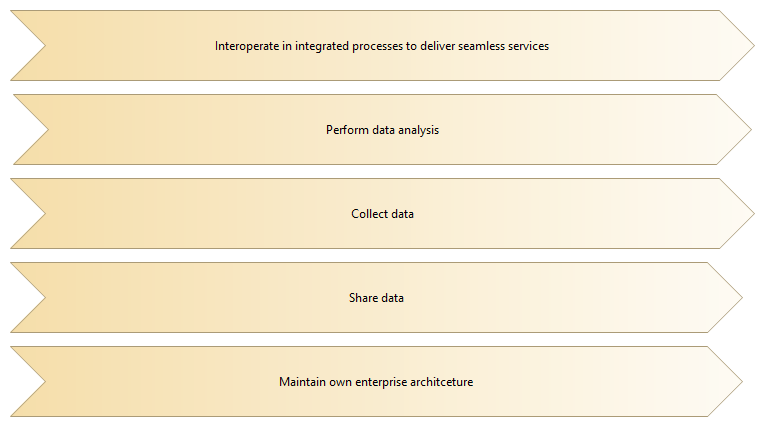 Interoperate in integrated processes to deliver seamless services
Perform data analysis
Collect data
Share data
Maintain own enterprise architceture